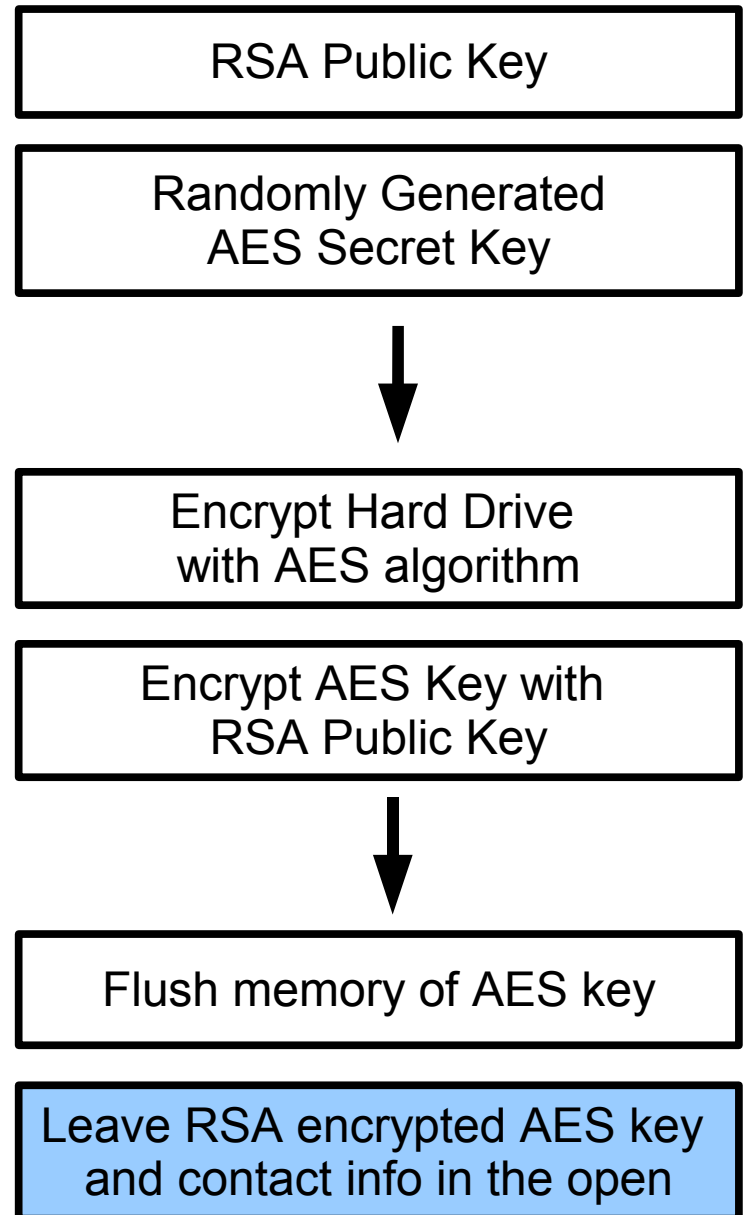 RSA Public Key
Randomly Generated
AES Secret Key
Encrypt Hard Drive
with AES algorithm
Encrypt AES Key with
RSA Public Key
Flush memory of AES key
Leave RSA encrypted AES key
and contact info in the open